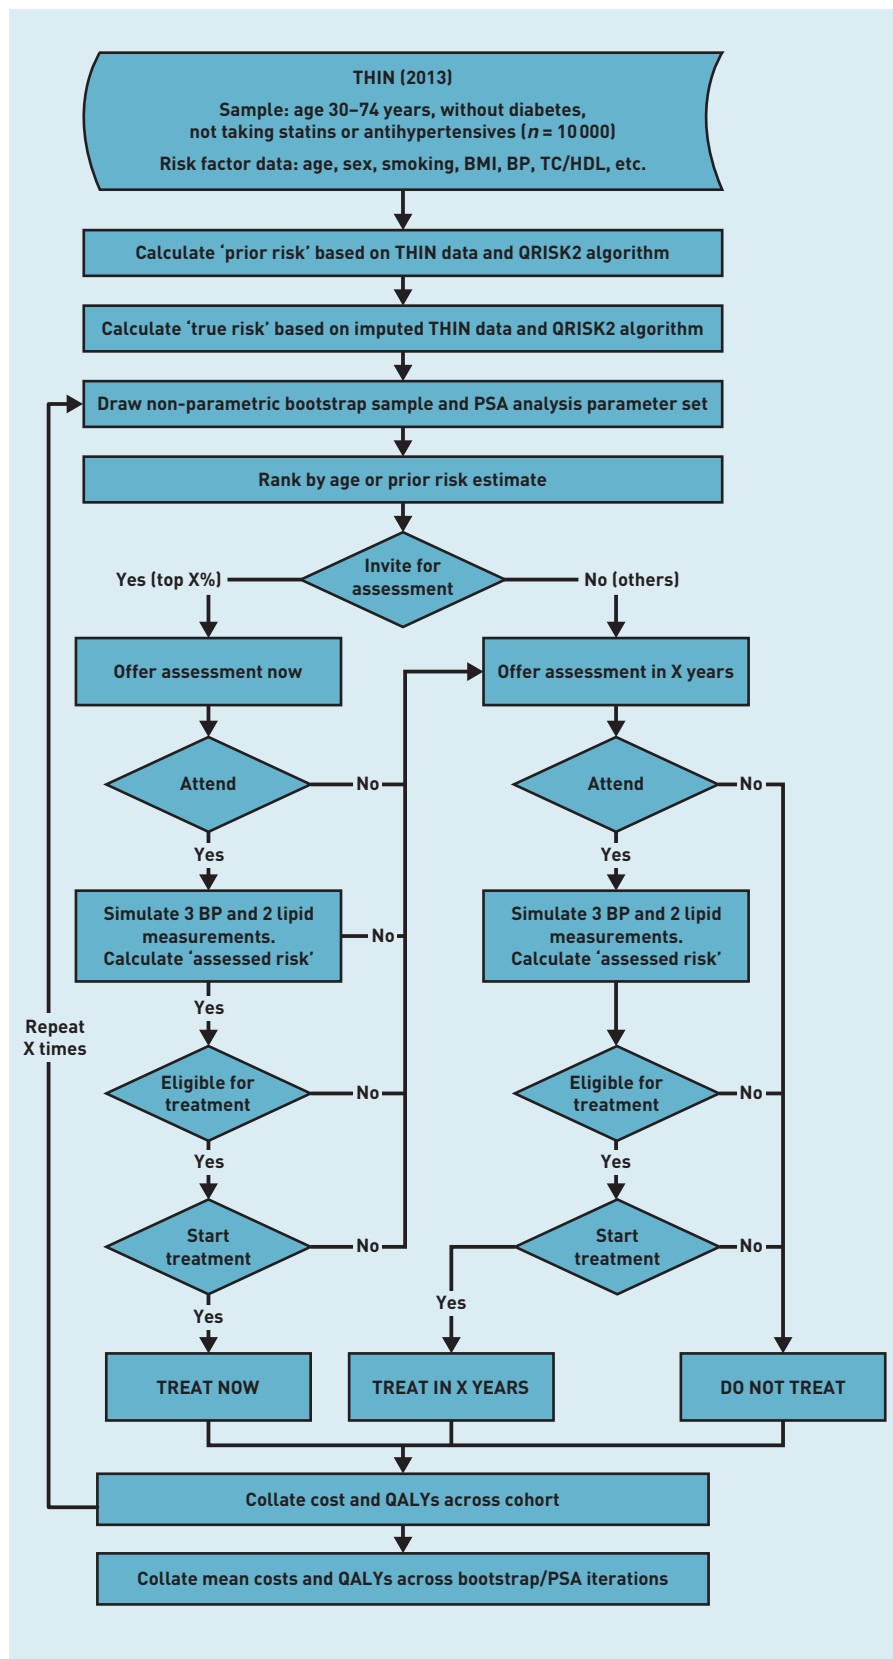 THIN (2013)
Sample: age 30–74 years, without diabetes,
not taking statins or antihypertensives (n = 10 000)
Risk factor data: age, sex, smoking, BMI, BP, TC/HDL, etc.
Calculate ‘prior risk’ based on THIN data and QRISK2 algorithm
Calculate ‘true risk’ based on imputed THIN data and QRISK2 algorithm
Draw non-parametric bootstrap sample and PSA analysis parameter set
Rank by age or prior risk estimate
Invite for
assessment
Yes (top X%)
No (others)
Offer assessment now
Offer assessment in X years
Attend
No
Attend
No
Yes
Yes
Simulate 3 BP and 2 lipid
measurements.
Calculate ‘assessed risk’
No
Simulate 3 BP and 2 lipid
measurements.
Calculate ‘assessed risk’
Yes
Repeat
X times
Eligible for
treatment
No
Eligible for
treatment
No
Yes
Yes
Start
treatment
No
Start
treatment
No
Yes
Yes
TREAT NOW
TREAT IN X YEARS
DO NOT TREAT
Collate cost and QALYs across cohort
Collate mean costs and QALYs across bootstrap/PSA iterations